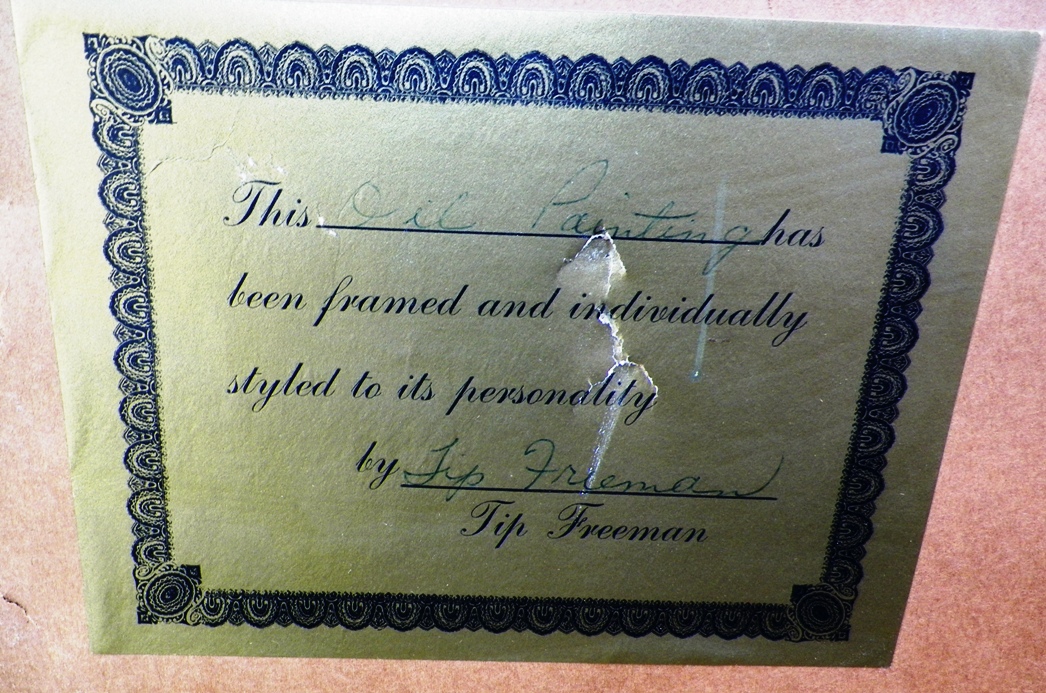 This Oil Painting has
been framed and individually
styled to its personality
by Tip Freeman
Tip Freeman